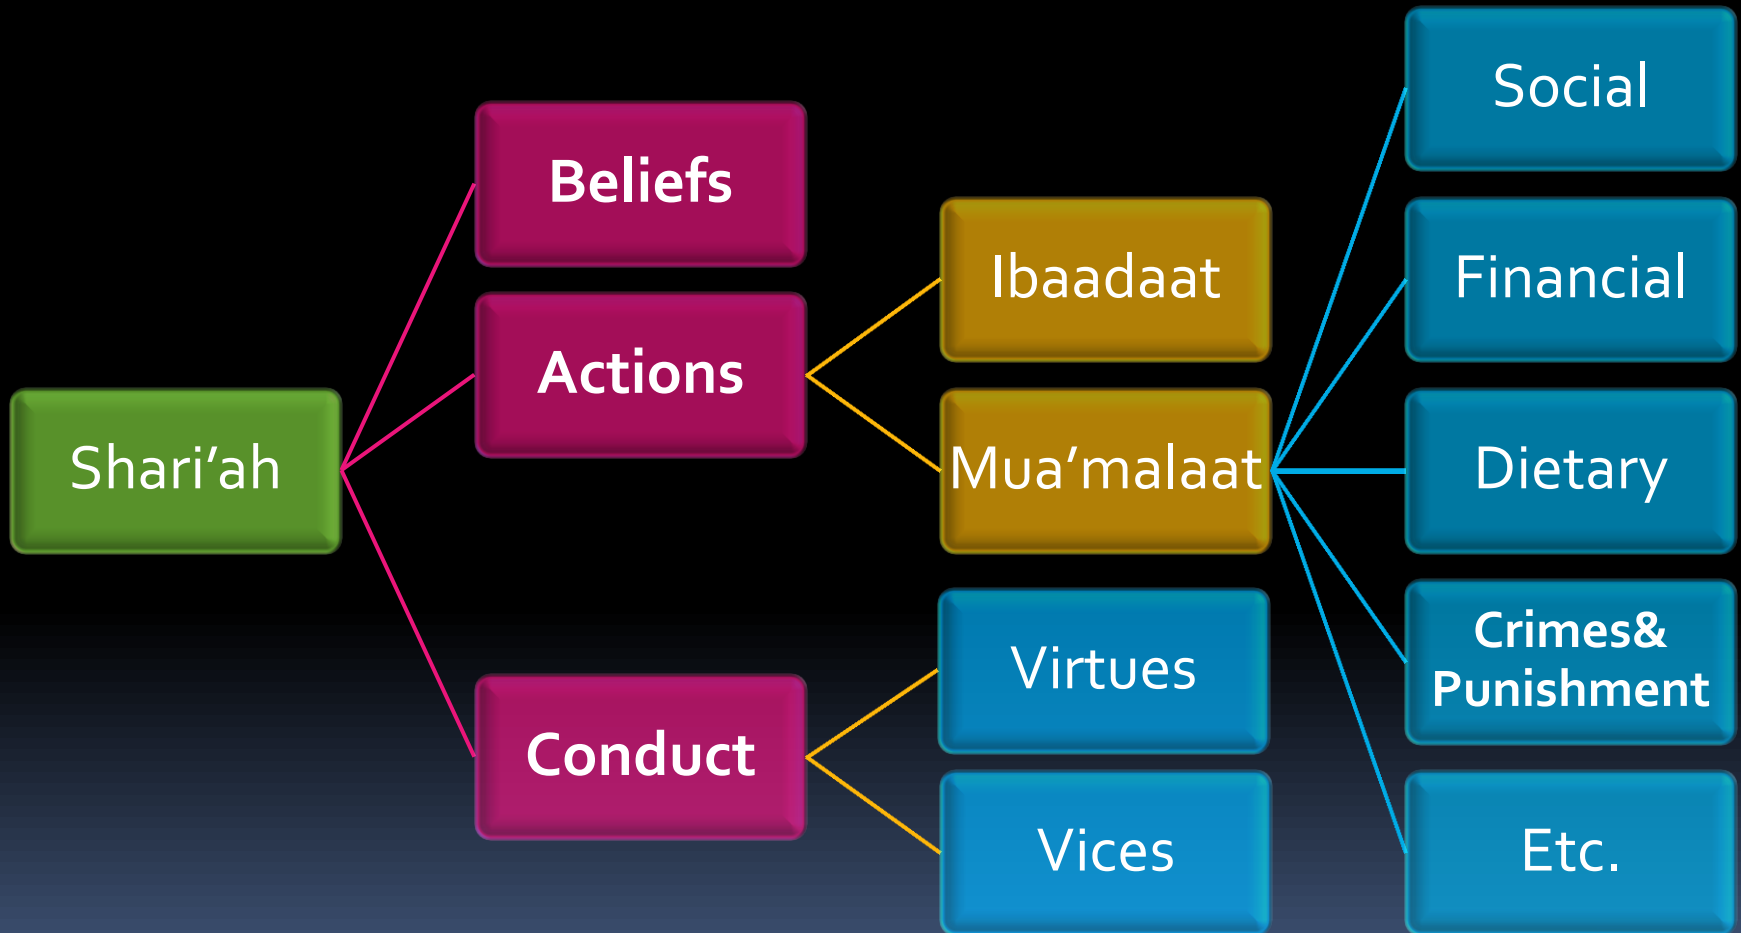 Shari’ah
Beliefs
Actions
Conduct
Ibaadaat
Mua’malaat
Virtues
Vices
Social
Financial
Dietary
Crimes&
Punishment
Etc.